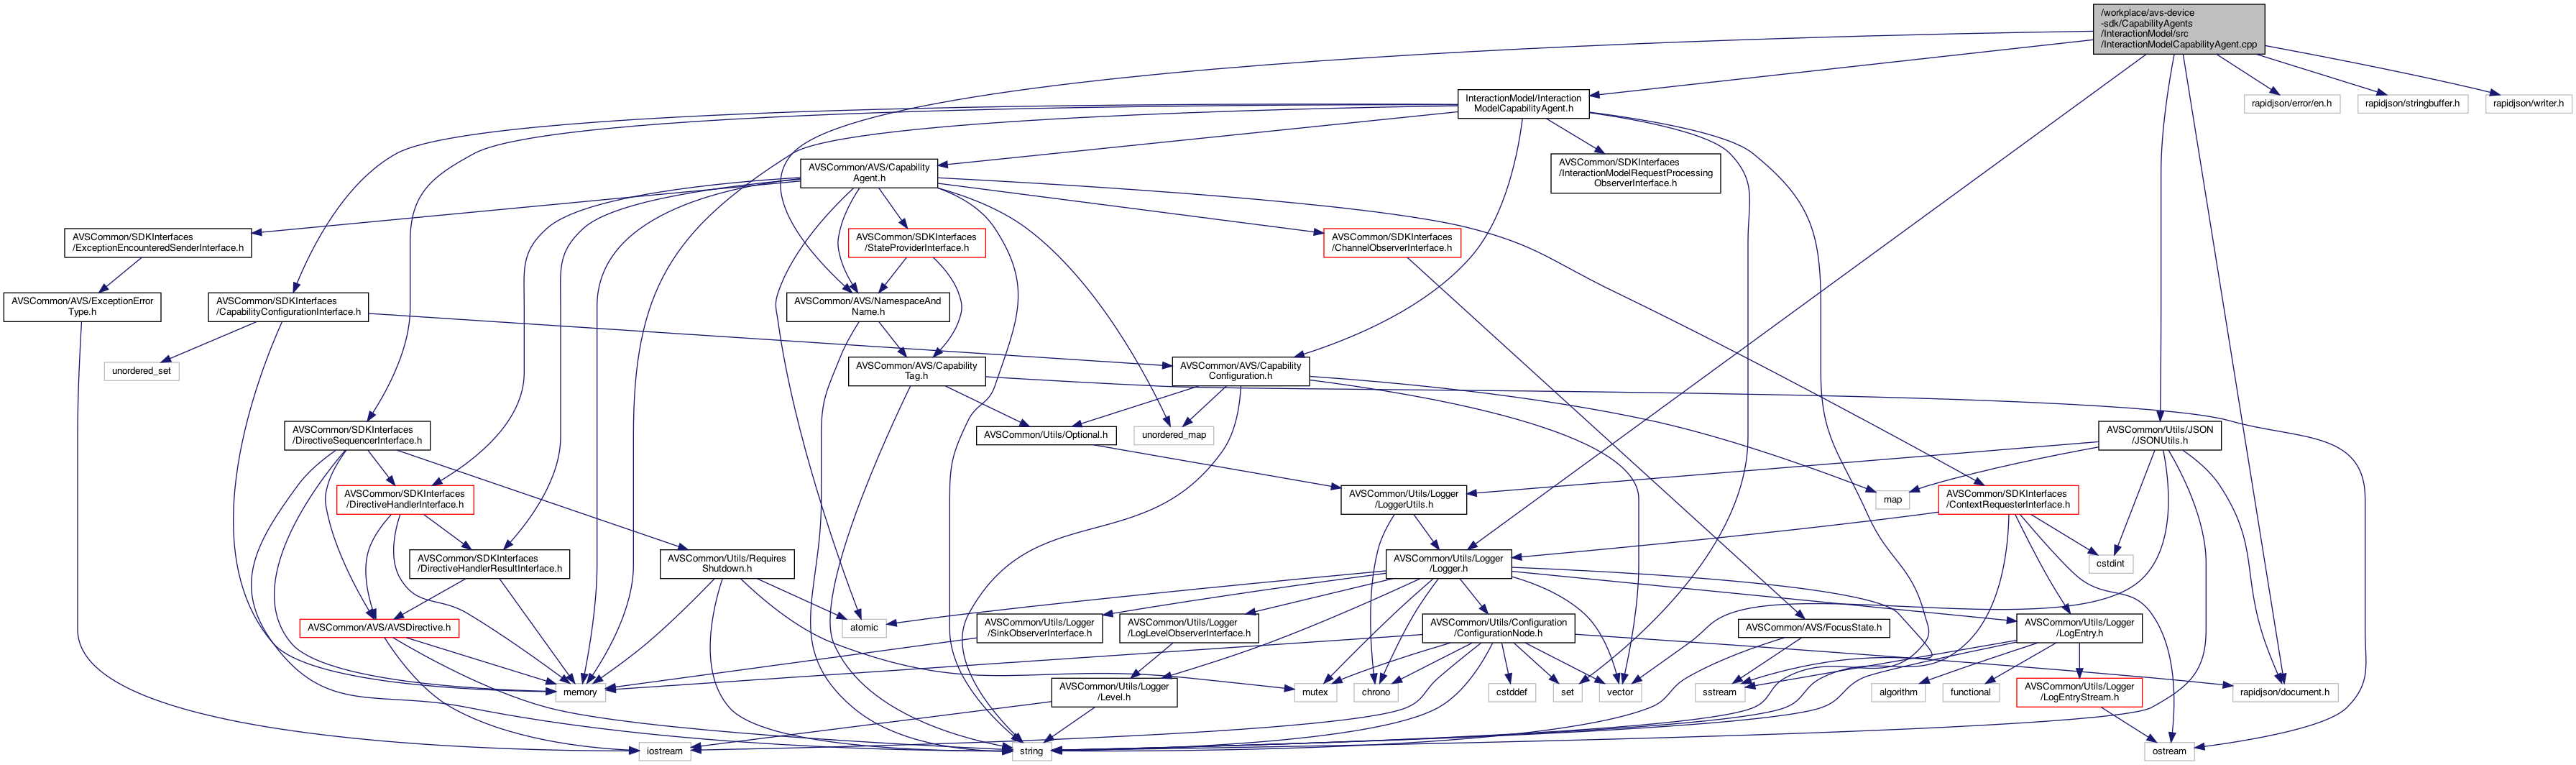 /workplace/avs-device
-sdk/CapabilityAgents
/InteractionModel/src
/InteractionModelCapabilityAgent.cpp
InteractionModel/Interaction
ModelCapabilityAgent.h
rapidjson/error/en.h
rapidjson/stringbuffer.h
rapidjson/writer.h
AVSCommon/AVS/Capability
Agent.h
AVSCommon/SDKInterfaces
/InteractionModelRequestProcessing
ObserverInterface.h
AVSCommon/SDKInterfaces
/ExceptionEncounteredSenderInterface.h
AVSCommon/SDKInterfaces
/StateProviderInterface.h
AVSCommon/SDKInterfaces
/ChannelObserverInterface.h
AVSCommon/AVS/ExceptionError
Type.h
AVSCommon/SDKInterfaces
/CapabilityConfigurationInterface.h
AVSCommon/AVS/NamespaceAnd
Name.h
unordered_set
AVSCommon/AVS/Capability
Tag.h
AVSCommon/AVS/Capability
Configuration.h
AVSCommon/SDKInterfaces
/DirectiveSequencerInterface.h
AVSCommon/Utils/Optional.h
unordered_map
AVSCommon/Utils/JSON
/JSONUtils.h
AVSCommon/SDKInterfaces
/DirectiveHandlerInterface.h
AVSCommon/Utils/Logger
/LoggerUtils.h
map
AVSCommon/SDKInterfaces
/ContextRequesterInterface.h
AVSCommon/SDKInterfaces
/DirectiveHandlerResultInterface.h
AVSCommon/Utils/Requires
Shutdown.h
AVSCommon/Utils/Logger
/Logger.h
cstdint
AVSCommon/AVS/AVSDirective.h
atomic
AVSCommon/Utils/Logger
/SinkObserverInterface.h
AVSCommon/Utils/Logger
/LogLevelObserverInterface.h
AVSCommon/Utils/Configuration
/ConfigurationNode.h
AVSCommon/AVS/FocusState.h
AVSCommon/Utils/Logger
/LogEntry.h
memory
AVSCommon/Utils/Logger
/Level.h
mutex
chrono
cstddef
set
vector
sstream
algorithm
functional
AVSCommon/Utils/Logger
/LogEntryStream.h
rapidjson/document.h
iostream
string
ostream